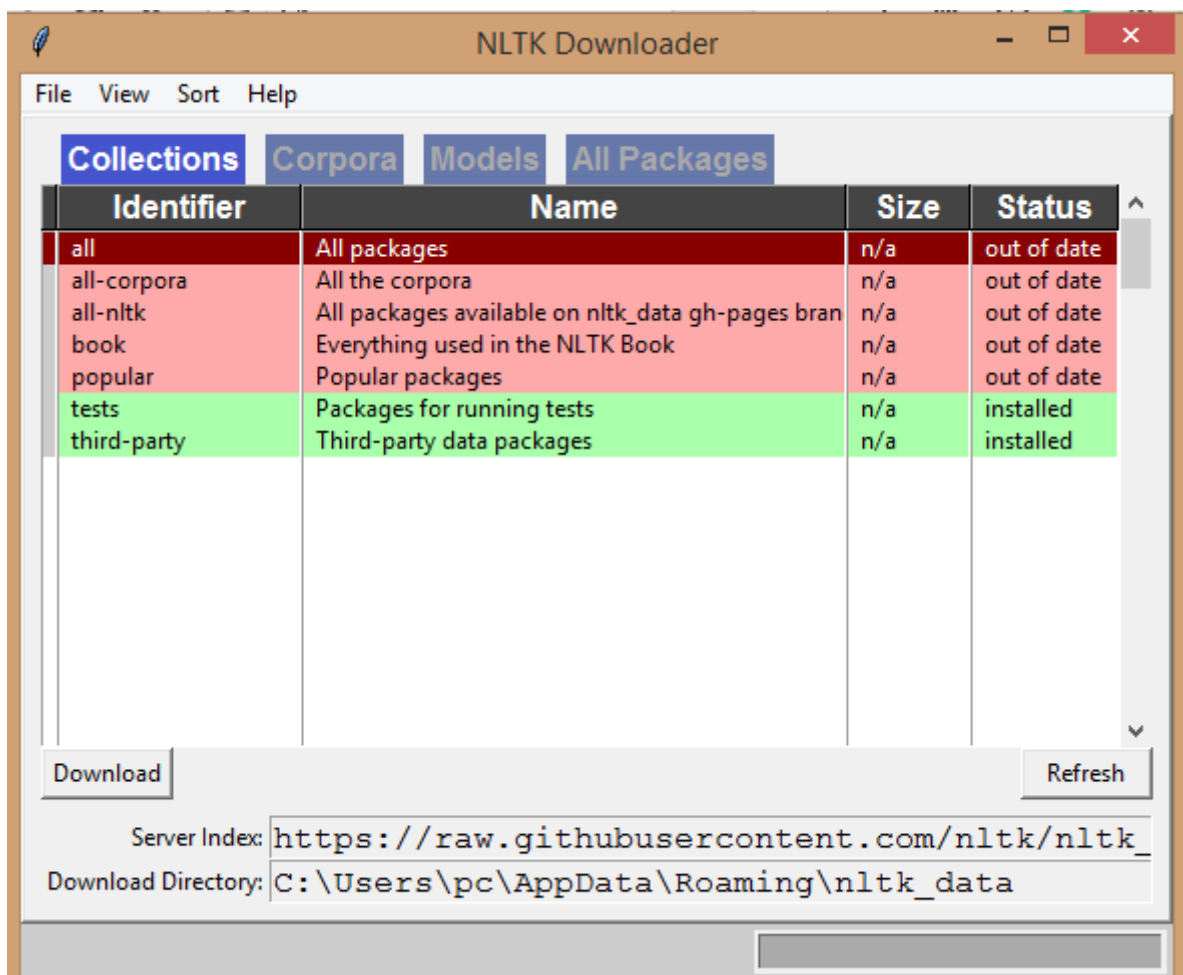 NLTK Downloader
File View Sort Help
Collections Corpora Models All Packages
Identifier Name Size Status
all All packages n/a out of date
all-corpora All the corpora n/a out of date
all-nltk All packages available on nltk_data gh-pages bran n/a out of date
book Everything used in the NLTK Book n/a out of date
popular Popular packages n/a out of date
tests Packages for running tests n/a installed
third-party Third-party data packages n/a installed
Download Refresh
Server Index: https://raw.githubusercontent.com/nltk/nltk_
Download Directory: C:\Users\pc\AppData\Roaming\nltk_data